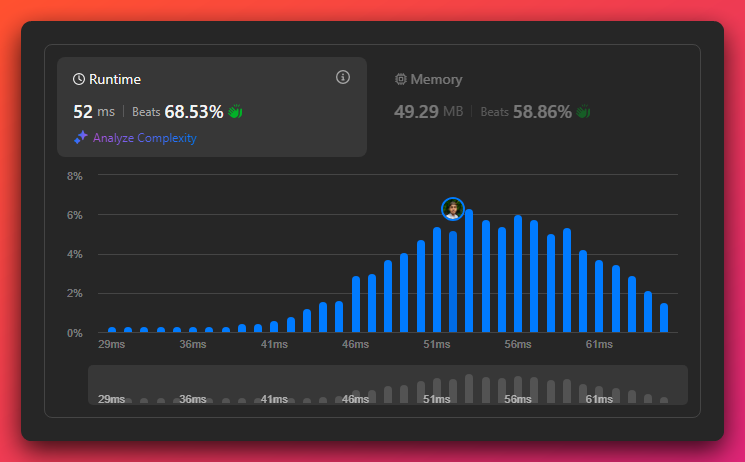 Runtime
52 ms | Beats 68.53%
Analyze Complexity
Memory
49.29 MB | Beats 58.86%
8%
6%
4%
2%
0%
29ms 36ms 41ms 46ms 51ms 56ms 61ms
29ms 36ms 41ms 46ms 51ms 56ms 61ms